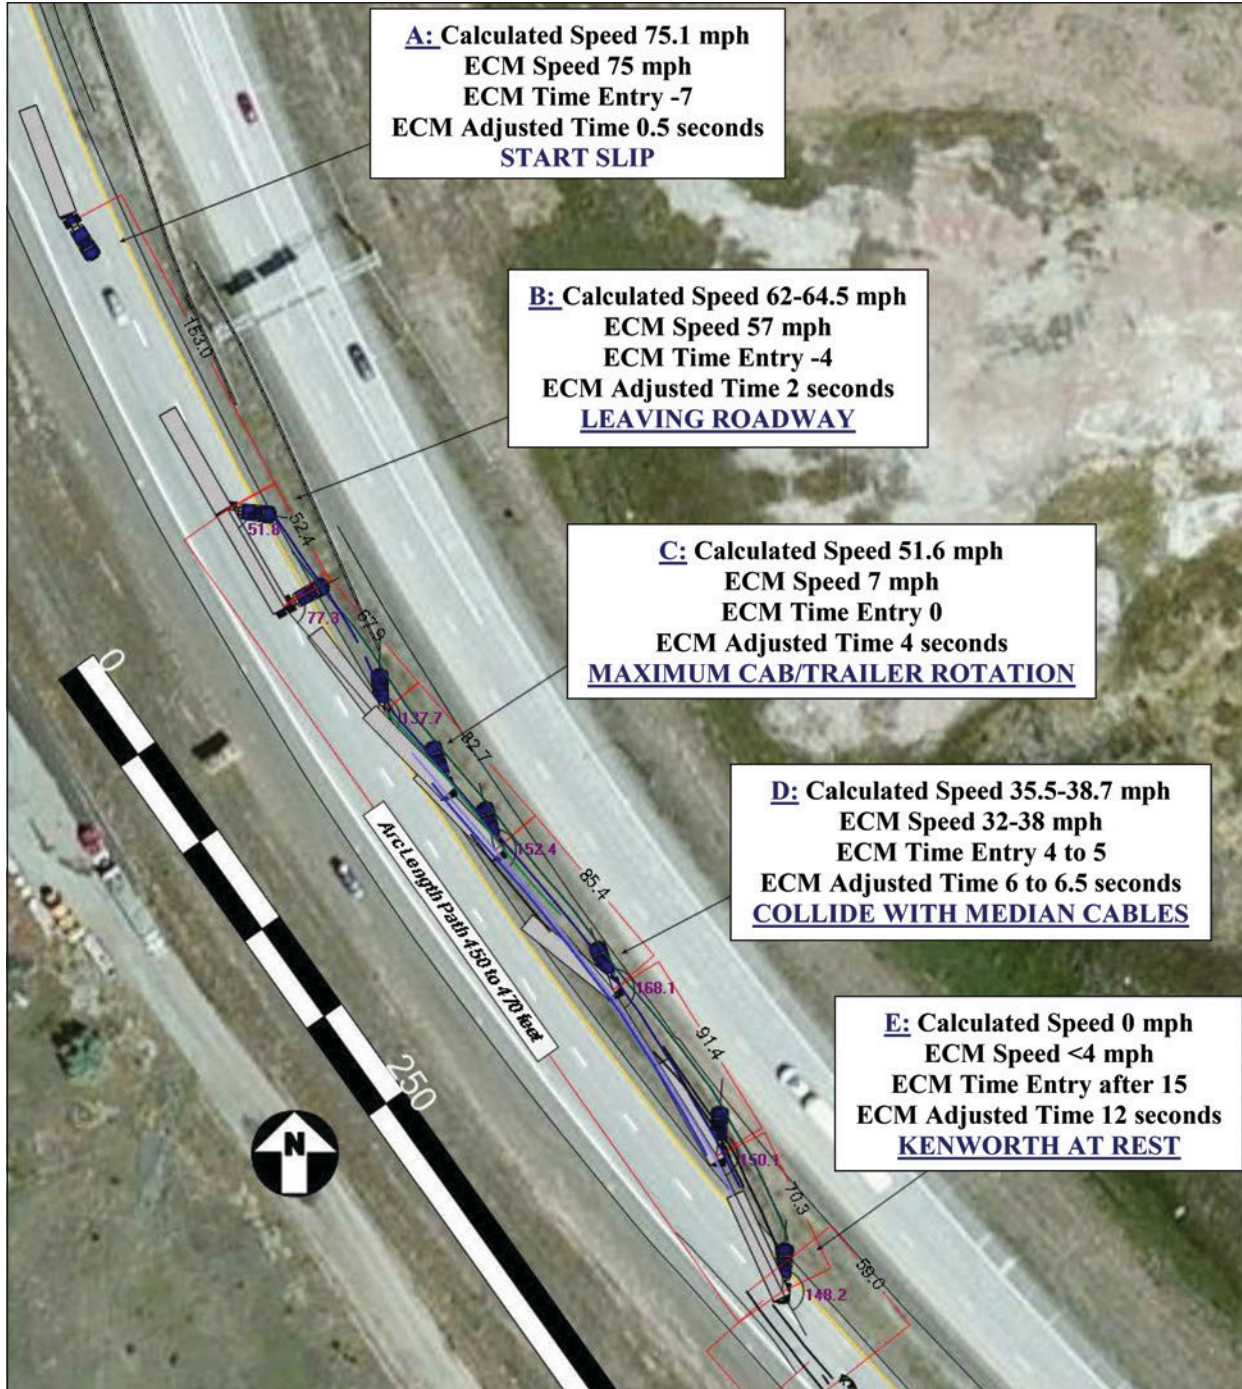 A: Calculated Speed 75.1 mph
ECM Speed 75 mph
ECM Time Entry -7
ECM Adjusted Time 0.5 seconds
START SLIP
153.0
B: Calculated Speed 62-64.5 mph
ECM Speed 57 mph
ECM Time Entry -4
ECM Adjusted Time 2 seconds
LEAVING ROADWAY
52.4
51.8
77.3
67.9
C: Calculated Speed 51.6 mph
ECM Speed 7 mph
ECM Time Entry 0
ECM Adjusted Time 4 seconds
MAXIMUM CAB/TRAILER ROTATION
0
137.7
82.7
D: Calculated Speed 35.5-38.7 mph
ECM Speed 32-38 mph
ECM Time Entry 4 to 5
ECM Adjusted Time 6 to 6.5 seconds
COLLIDE WITH MEDIAN CABLES
152.4
85.4
Arc Length Path 450 to 470 feet
168.1
91.4
E: Calculated Speed 0 mph
ECM Speed <4 mph
ECM Time Entry after 15
ECM Adjusted Time 12 seconds
KENWORTH AT REST
250
N
150.1
70.3
59.0
148.2